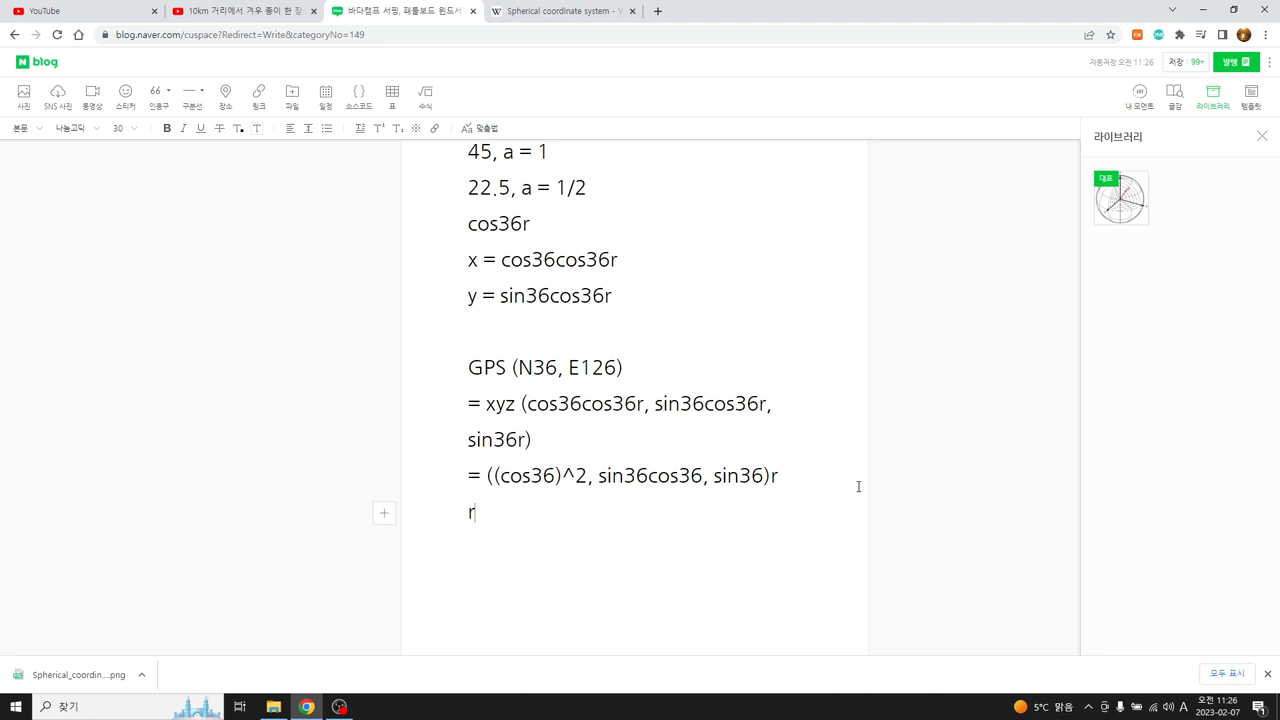 YouTube
10km 거리에서 겨우 종이 한 장
바다캠프 서핑, 패들보드 윈드서
Spherical coordinate system - W
blog.naver.com/cuspace?Redirect=Write&categoryNo=149
blog
자동저장 오전 11:26
저장 99+
발행
사진
SNS 사진
동영상
스티커
인용구
구분선
장소
링크
파일
일정
소스코드
표
수식
내 모먼트
글감
라이브러리
템플릿
본문
나눔고딕
30
맞춤법
라이브러리
대표
45, a = 1
22.5, a = 1/2
cos36r
x = cos36cos36r
y = sin36cos36r
GPS (N36, E126)
= xyz (cos36cos36r, sin36cos36r,
sin36r)
= ((cos36)^2, sin36cos36, sin36)r
r
Spherical_coordin....png
모두 표시
찾기
5°C 맑음
A
오전 11:26
2023-02-07